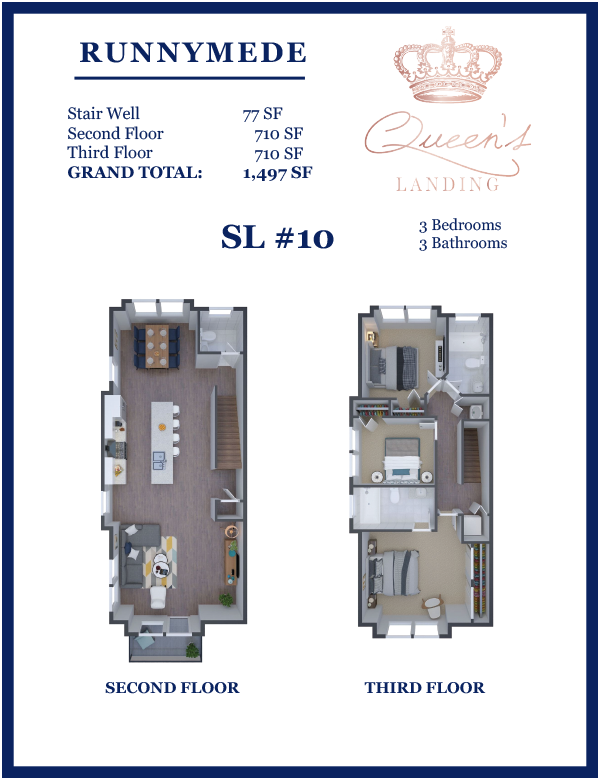 RUNNYMEDE
Queen's
LANDING
Stair Well 77 SF
Second Floor 710 SF
Third Floor 710 SF
GRAND TOTAL: 1,497 SF
SL #10
3 Bedrooms
3 Bathrooms
SECOND FLOOR
THIRD FLOOR